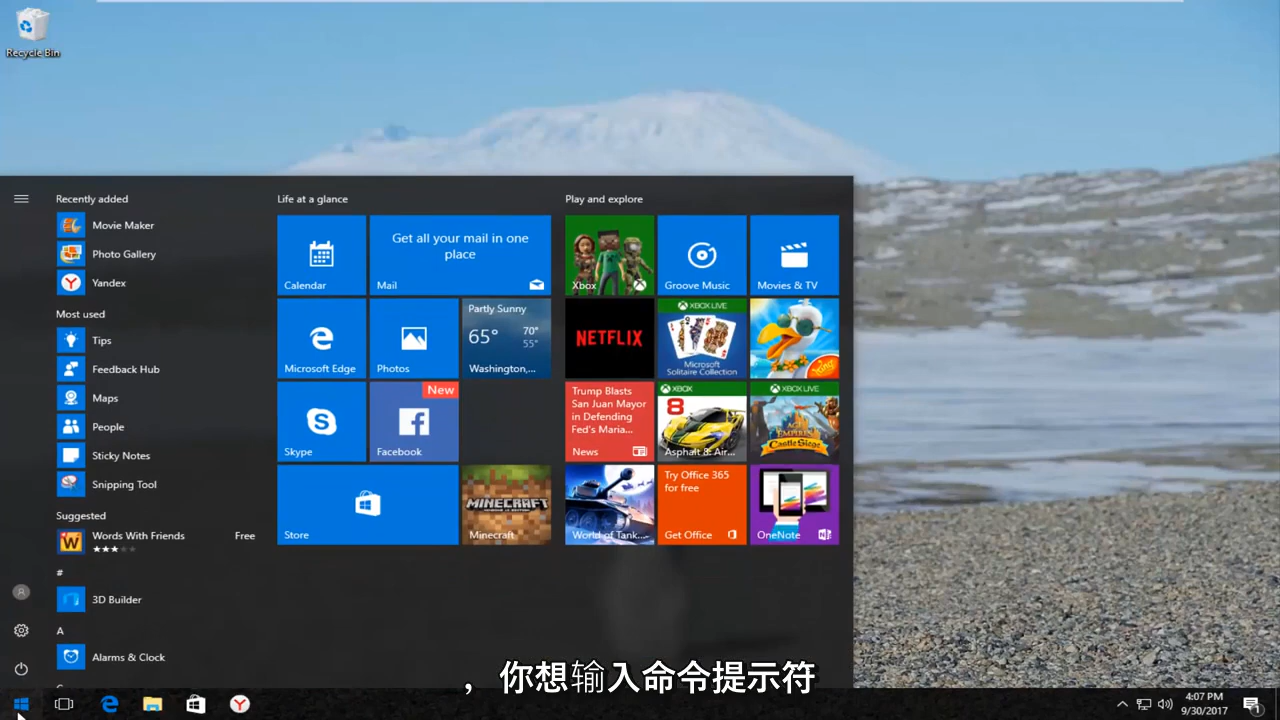 Recycle Bin
Recently added
Movie Maker
Photo Gallery
Yandex
Most used
Tips
Feedback Hub
Maps
People
Sticky Notes
Snipping Tool
Suggested
Words With Friends
Free
#
3D Builder
A
Alarms & Clock
Life at a glance
Calendar
Get all your mail in one
place
Mail
Microsoft Edge
Photos
Partly Sunny
65°
70°
55°
Washington,...
Skype
New
Facebook
Store
MINECRAFT
Minecraft
Play and explore
Xbox
Groove Music
Movies & TV
NETFLIX
XBOX LIVE
Microsoft
Solitaire Collection
Trump Blasts
San Juan Mayor
in Defending
Fed's Maria...
News
XBOX
8
Asphalt 8: Air...
XBOX LIVE
AGE OF
EMPIRES
Castle Siege
World of Tank...
Try Office 365
for free
Get Office
OneNote
，你想输入命令提示符
4:07 PM
9/30/2017
1